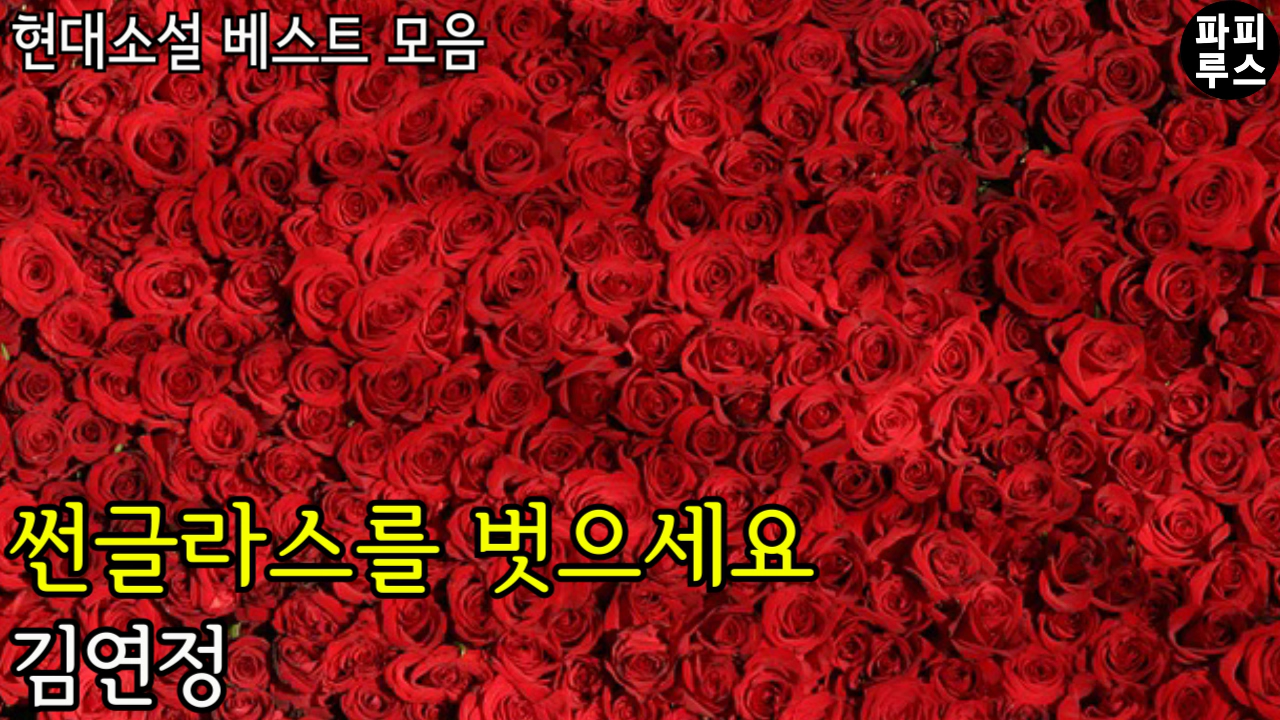 현대소설 베스트 모음
파피
루스
썬글라스를 벗으세요
김연정